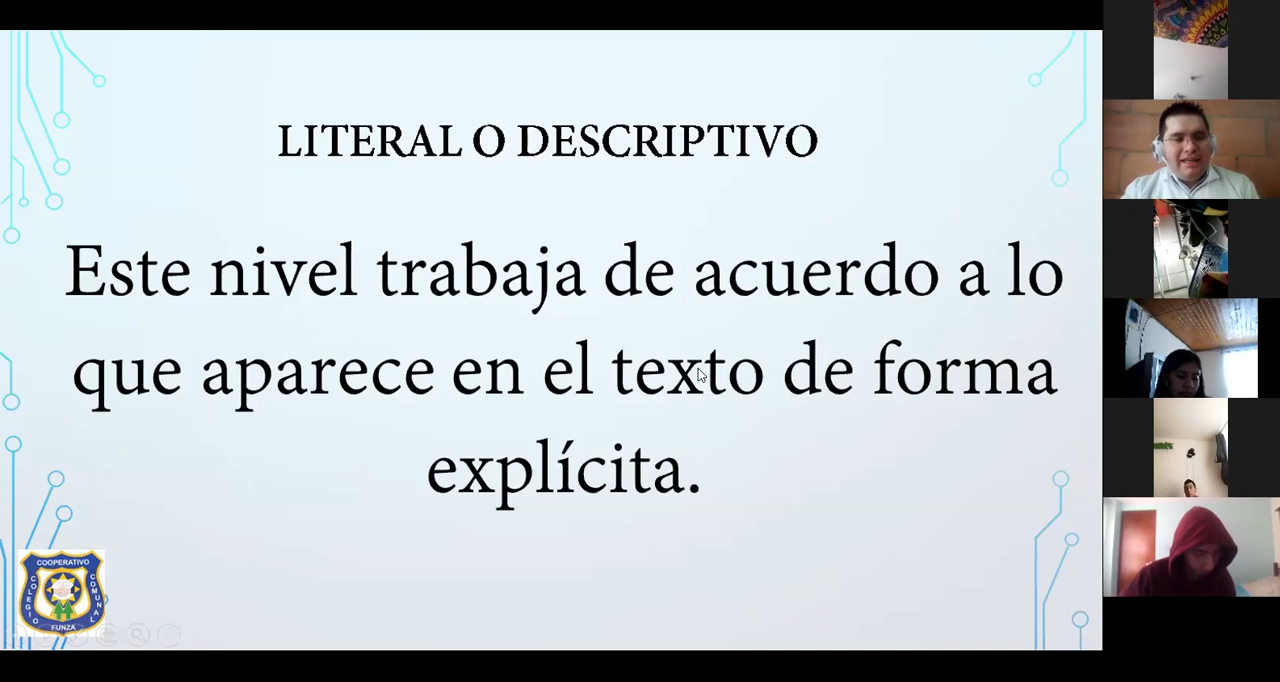 LITERAL O DESCRIPTIVO
Este nivel trabaja de acuerdo a lo
que aparece en el texto de forma
explícita.
COOPERATIVO
COLEGIO
COMUNAL
FUNZA